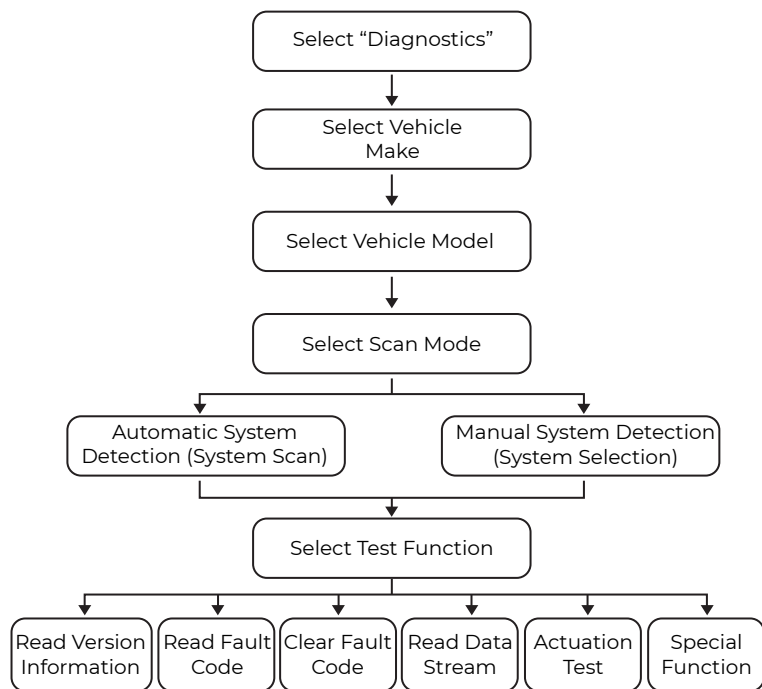 Select “Diagnostics”
Select Vehicle
Make
Select Vehicle Model
Select Scan Mode
Automatic System
Detection (System Scan)
Manual System Detection
(System Selection)
Select Test Function
Read Version
Information
Read Fault
Code
Clear Fault
Code
Read Data
Stream
Actuation
Test
Special
Function